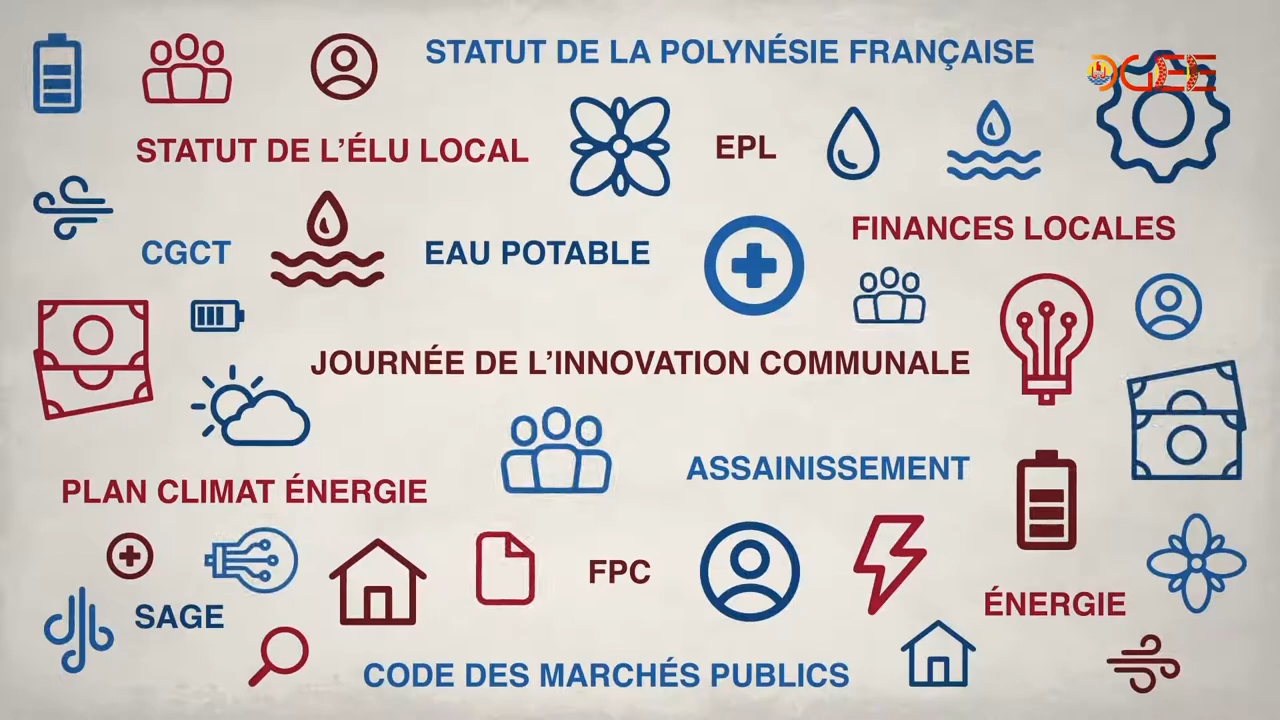 STATUT DE LA POLYNÉSIE FRANÇAISE
DGEE
STATUT DE L’ÉLU LOCAL
EPL
FINANCES LOCALES
CGCT
EAU POTABLE
JOURNÉE DE L’INNOVATION COMMUNALE
ASSAINISSEMENT
PLAN CLIMAT ÉNERGIE
FPC
ÉNERGIE
SAGE
CODE DES MARCHÉS PUBLICS